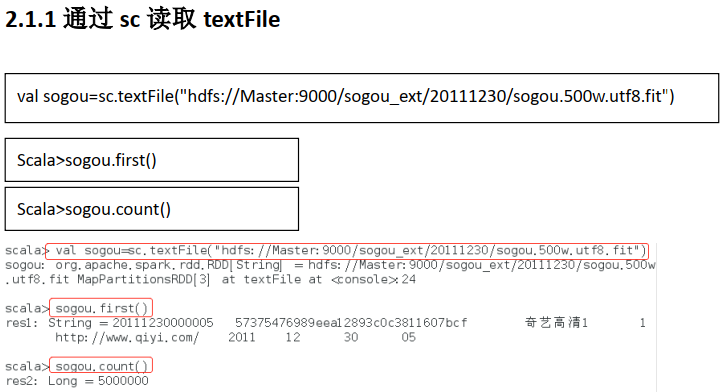 2.1.1 通过 sc 读取 textFile
val sogou=sc.textFile("hdfs://Master:9000/sogou_ext/20111230/sogou.500w.utf8.fit")
Scala>sogou.first()
Scala>sogou.count()
scala> val sogou=sc.textFile("hdfs://Master:9000/sogou_ext/20111230/sogou.500w.utf8.fit")
sogou: org.apache.spark.rdd.RDD[String] = hdfs://Master:9000/sogou_ext/20111230/sogou.500w
.utf8.fit MapPartitionsRDD[3] at textFile at <console>:24
scala> sogou.first()
res1: String = 20111230000005 57375476989eea12893c0c3811607bcf 奇艺高清1 1
http://www.qiyi.com/ 2011 12 30 05
scala> sogou.count()
res2: Long = 5000000